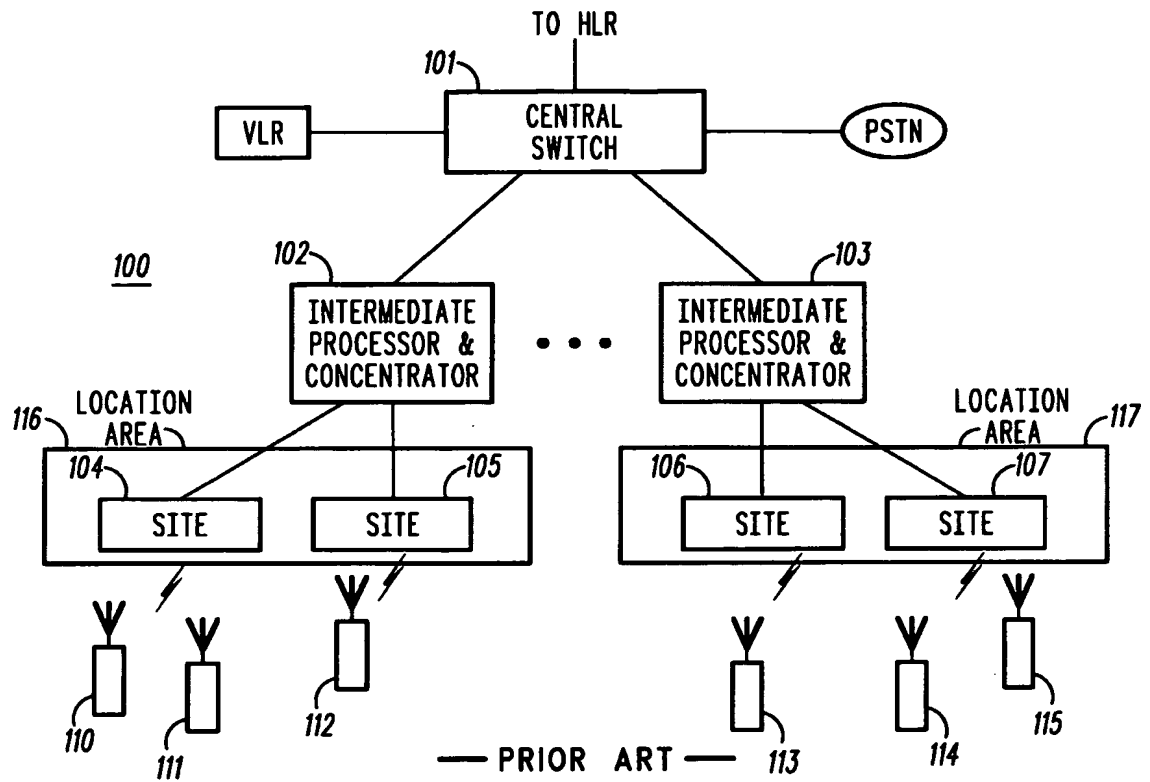 TO HLR
101
CENTRAL
SWITCH
VLR
PSTN
100
102
103
INTERMEDIATE
PROCESSOR &
CONCENTRATOR
INTERMEDIATE
PROCESSOR &
CONCENTRATOR
116
LOCATION
AREA
LOCATION
AREA
117
104
105
106
107
SITE
SITE
SITE
SITE
110
111
112
113
114
115
— PRIOR ART —